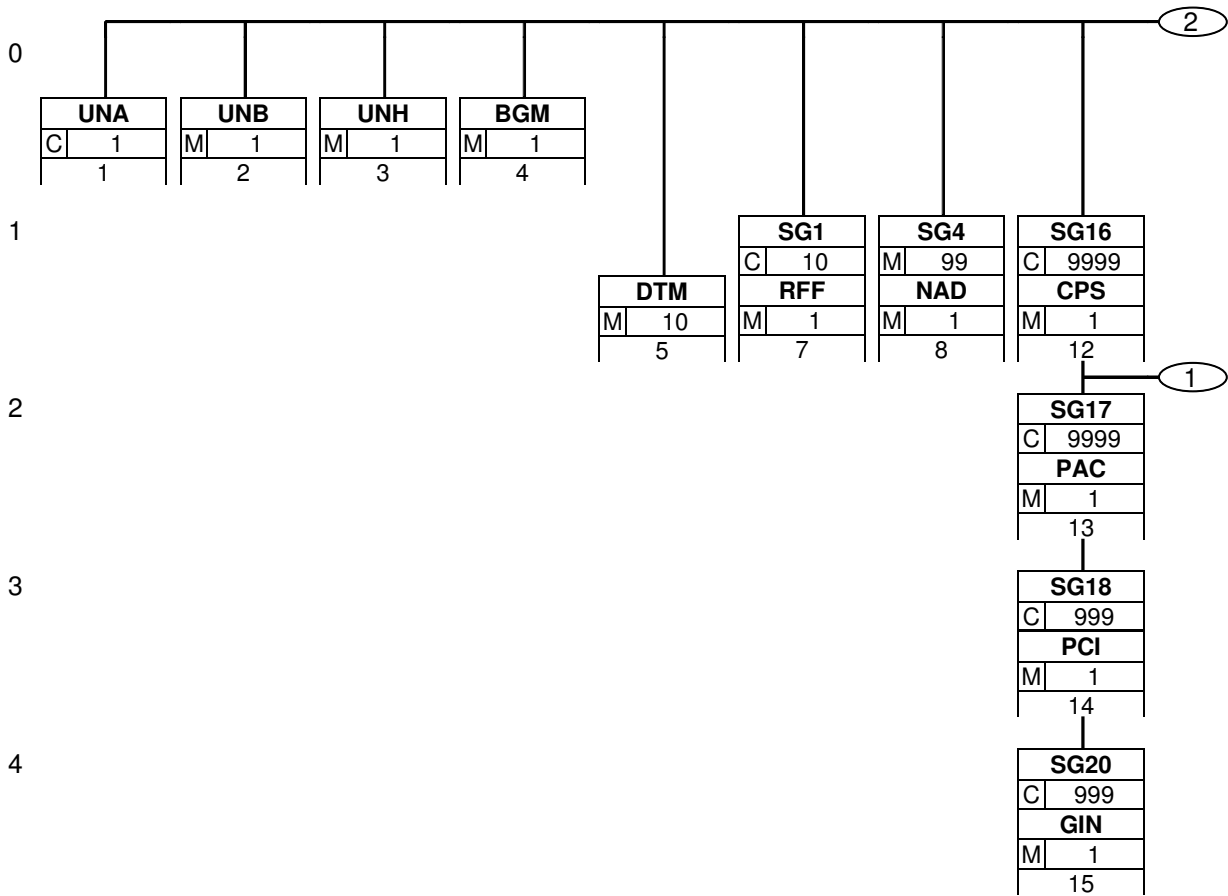 2
0
UNA UNB UNH BGM
C 1 M 1 M 1 M 1
1 2 3 4
1
SG1 SG4 SG16
C 10 M 99 C 9999
DTM RFF NAD CPS
M 10 M 1 M 1 M 1
5 7 8 12
1
2
SG17
C 9999
PAC
M 1
13
3
SG18
C 999
PCI
M 1
14
4
SG20
C 999
GIN
M 1
15